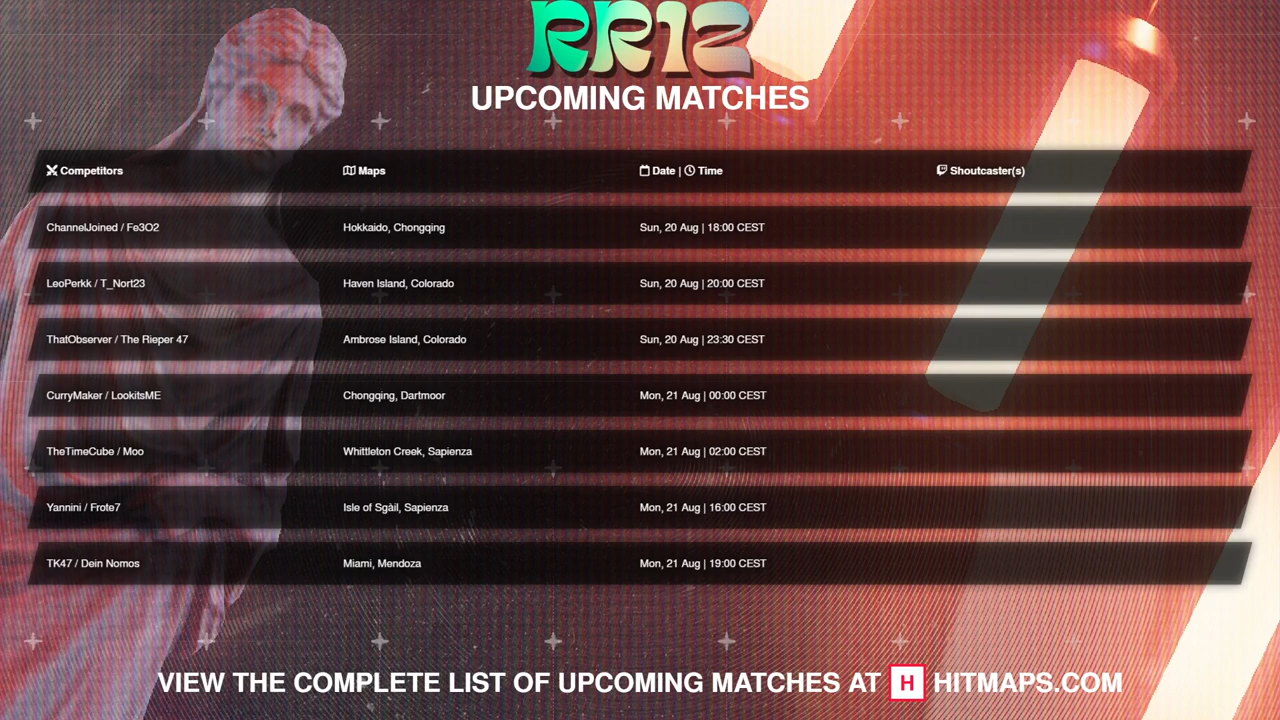 RR12
UPCOMING MATCHES
Competitors Maps Date | Time Shoutcaster(s)
ChannelJoined / Fe3O2 Hokkaido, Chongqing Sun, 20 Aug | 18:00 CEST
LeoPerkk / T_Nort23 Haven Island, Colorado Sun, 20 Aug | 20:00 CEST
ThatObserver / The Rieper 47 Ambrose Island, Colorado Sun, 20 Aug | 23:30 CEST
CurryMaker / LookitsME Chongqing, Dartmoor Mon, 21 Aug | 00:00 CEST
TheTimeCube / Moo Whittleton Creek, Sapienza Mon, 21 Aug | 02:00 CEST
Yannini / Frote7 Isle of Sgàil, Sapienza Mon, 21 Aug | 16:00 CEST
TK47 / Dein Nomos Miami, Mendoza Mon, 21 Aug | 19:00 CEST
VIEW THE COMPLETE LIST OF UPCOMING MATCHES AT H HITMAPS.COM